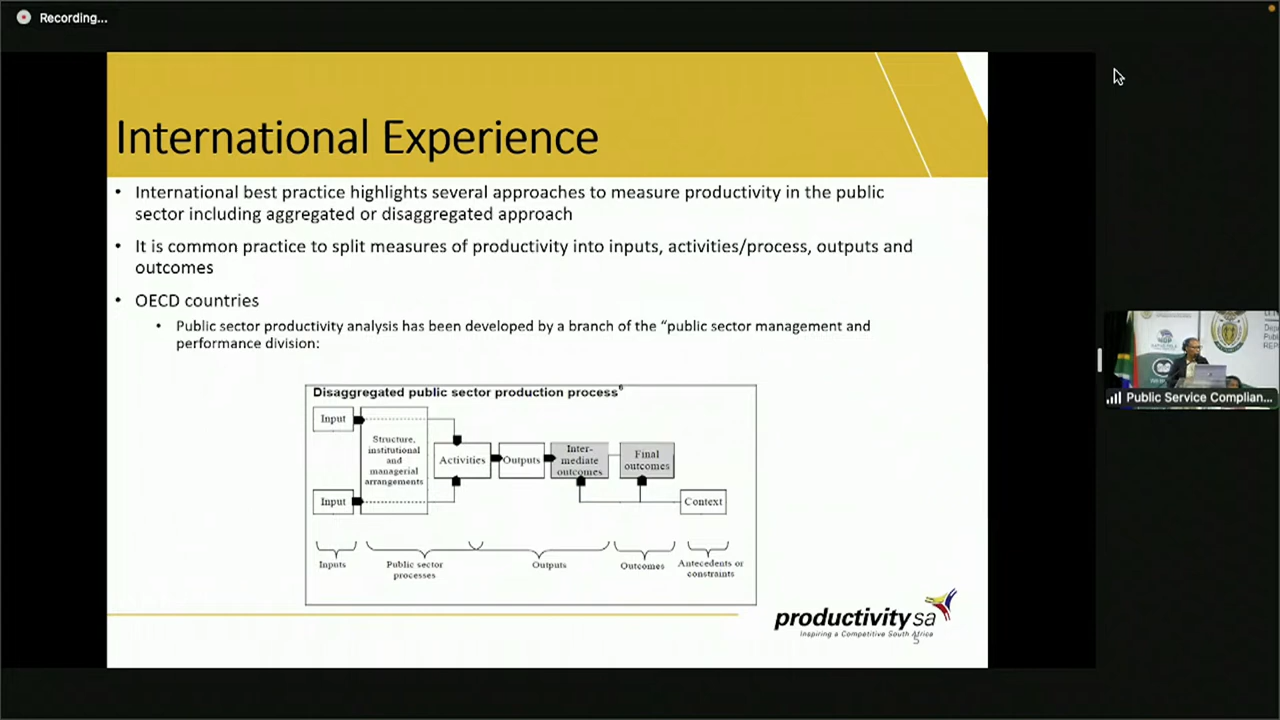 Recording...
International Experience
• International best practice highlights several approaches to measure productivity in the public
sector including aggregated or disaggregated approach
• It is common practice to split measures of productivity into inputs, activities/process, outputs and
outcomes
• OECD countries
• Public sector productivity analysis has been developed by a branch of the “public sector management and
performance division:
Disaggregated public sector production process6
Input
Structure,
institutional
and
managerial
arrangements
Activities
Outputs
Inter-
mediate
outcomes
Final
outcomes
Input
Context
Inputs
Public sector
processes
Outputs
Outcomes
Antecedents or
constraints
productivity sa
Inspiring a Competitive South Africa
5
Public Service Complian...